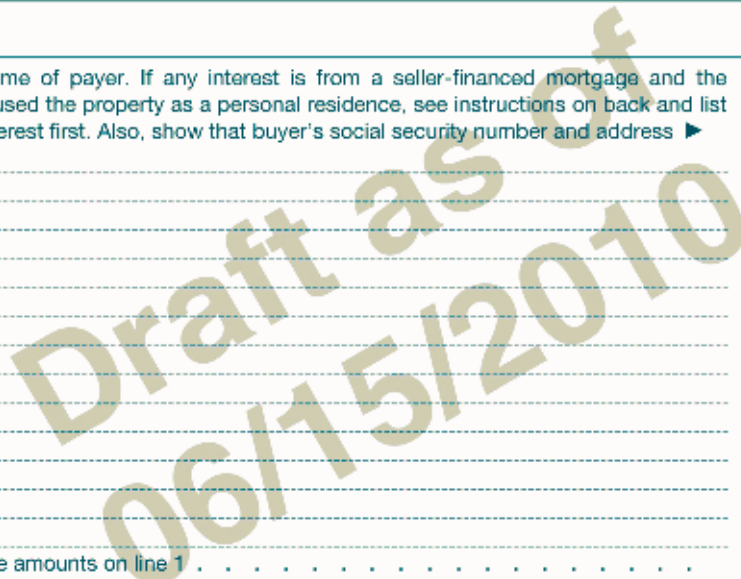 me of payer. If any interest is from a seller-financed mortgage and the
used the property as a personal residence, see instructions on back and list
erest first. Also, show that buyer's social security number and address ►
Draft as of
06/15/2010
e amounts on line 1 . . . . . . . . . . . . . . . . . .